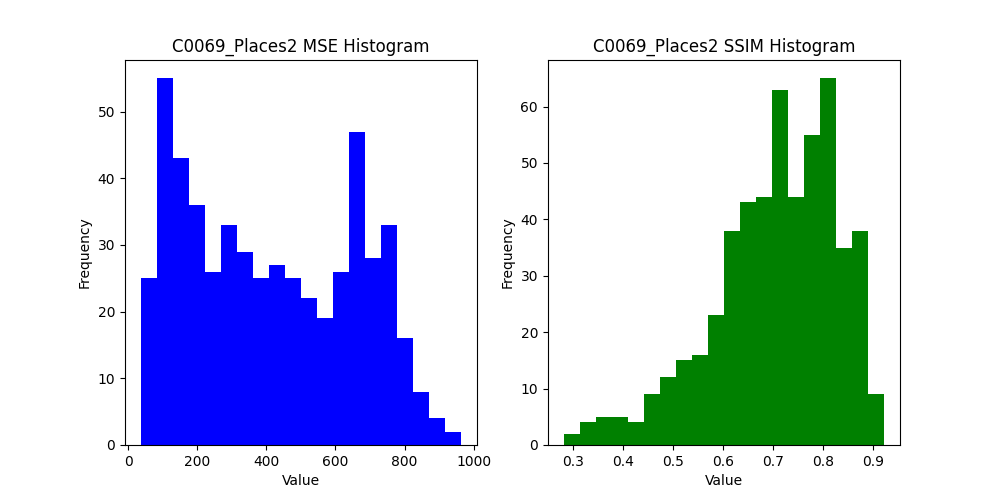 C0069_Places2 MSE Histogram
Frequency
50
40
30
20
10
0
0 200 400 600 800 1000
Value
C0069_Places2 SSIM Histogram
Frequency
60
50
40
30
20
10
0
0.3 0.4 0.5 0.6 0.7 0.8 0.9
Value